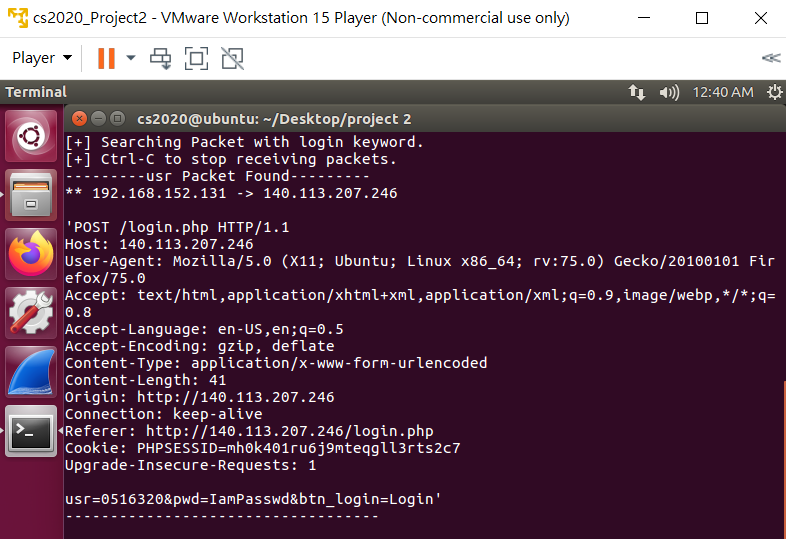 cs2020_Project2 - VMware Workstation 15 Player (Non-commercial use only)
Player
Terminal 12:40 AM
cs2020@ubuntu: ~/Desktop/project 2
[+] Searching Packet with login keyword.
[+] Ctrl-C to stop receiving packets.
---------usr Packet Found---------
** 192.168.152.131 -> 140.113.207.246
'POST /login.php HTTP/1.1
Host: 140.113.207.246
User-Agent: Mozilla/5.0 (X11; Ubuntu; Linux x86_64; rv:75.0) Gecko/20100101 Fir
efox/75.0
Accept: text/html,application/xhtml+xml,application/xml;q=0.9,image/webp,*/*;q=
0.8
Accept-Language: en-US,en;q=0.5
Accept-Encoding: gzip, deflate
Content-Type: application/x-www-form-urlencoded
Content-Length: 41
Origin: http://140.113.207.246
Connection: keep-alive
Referer: http://140.113.207.246/login.php
Cookie: PHPSESSID=mh0k401ru6j9mteqgll3rts2c7
Upgrade-Insecure-Requests: 1
usr=0516320&pwd=IamPasswd&btn_login=Login'
-----------------------------------